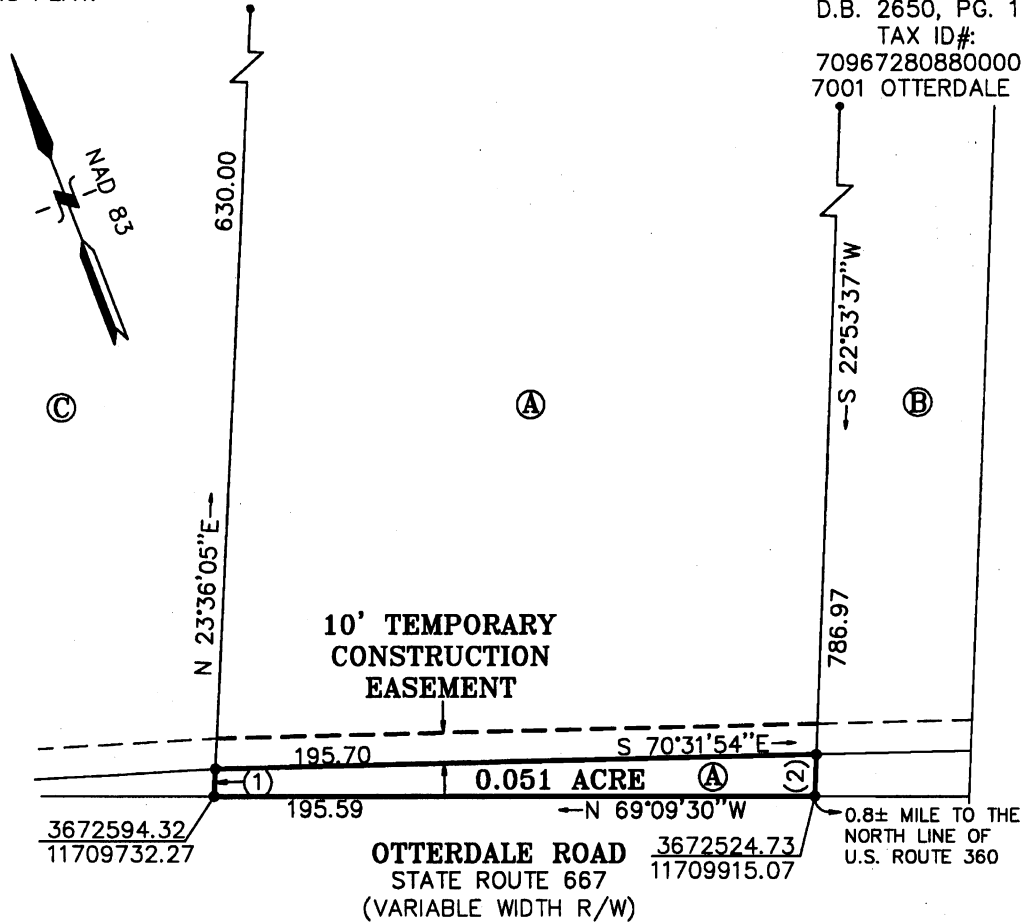 D.B. 2650, PG. 1
TAX ID#:
70967280880000
7001 OTTERDALE
NAD 83
630.00
S 22°53'37"W
C
A
B
N 23°36'05"E
786.97
10' TEMPORARY
CONSTRUCTION
EASEMENT
195.70
S 70°31'54"E
(1)
0.051 ACRE
A
(2)
195.59
N 69°09'30"W
3672594.32
11709732.27
OTTERDALE ROAD
STATE ROUTE 667
(VARIABLE WIDTH R/W)
3672524.73
11709915.07
0.8± MILE TO THE
NORTH LINE OF
U.S. ROUTE 360